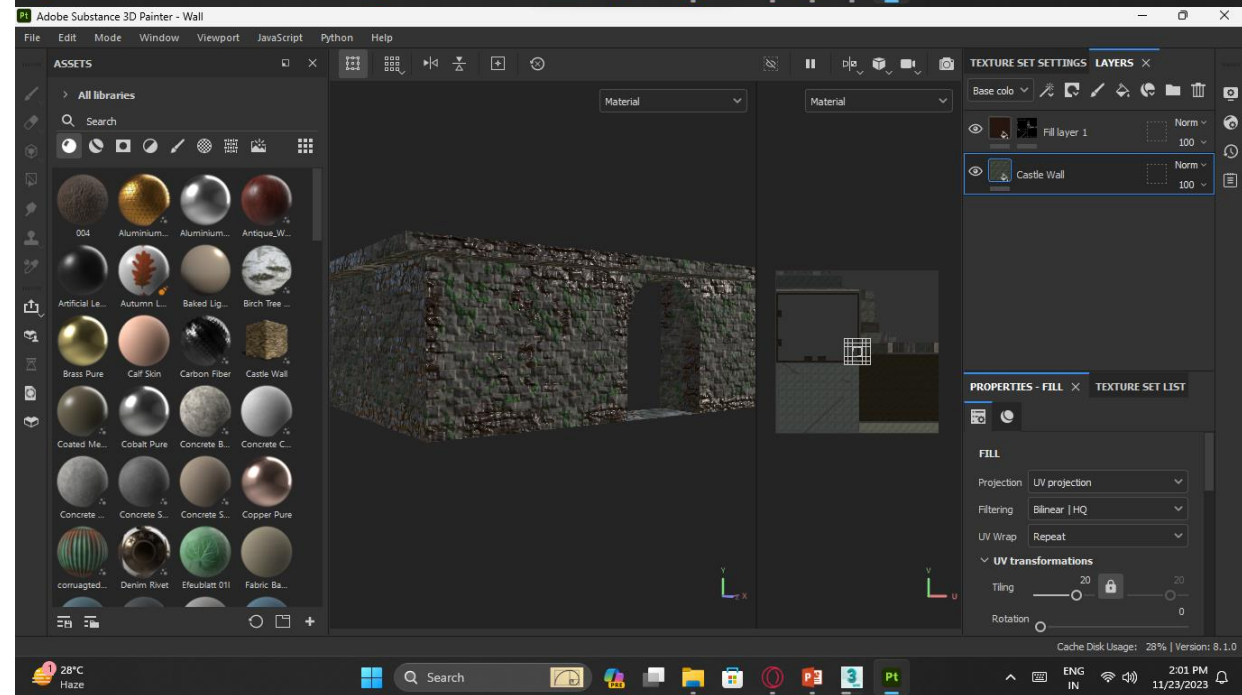 Pt Adobe Substance 3D Painter - Wall
File Edit Mode Window Viewport JavaScript Python Help
ASSETS
All libraries
Search
004 Aluminium... Aluminium... Antique_W...
Artificial Le... Autumn L... Baked Lig... Birch Tree ...
Brass Pure Calf Skin Carbon Fiber Castle Wall
Coated Me... Cobalt Pure Concrete B... Concrete C...
Concrete ... Concrete S... Concrete S... Copper Pure
corruagted... Denim Rivet Efeublatt 01l Fabric Ba...
Material
Y
X
Material
V
U
TEXTURE SET SETTINGS LAYERS
Base colo
Fill layer 1 Norm
100
Castle Wall Norm
100
PROPERTIES - FILL TEXTURE SET LIST
FILL
Projection UV projection
Filtering Bilinear | HQ
UV Wrap Repeat
UV transformations
Tiling 20 20
Rotation 0
Cache Disk Usage: 28% | Version: 8.1.0
1 28°C
Haze
Search
PRE
3
Pt
ENG
IN
2:01 PM
11/23/2023